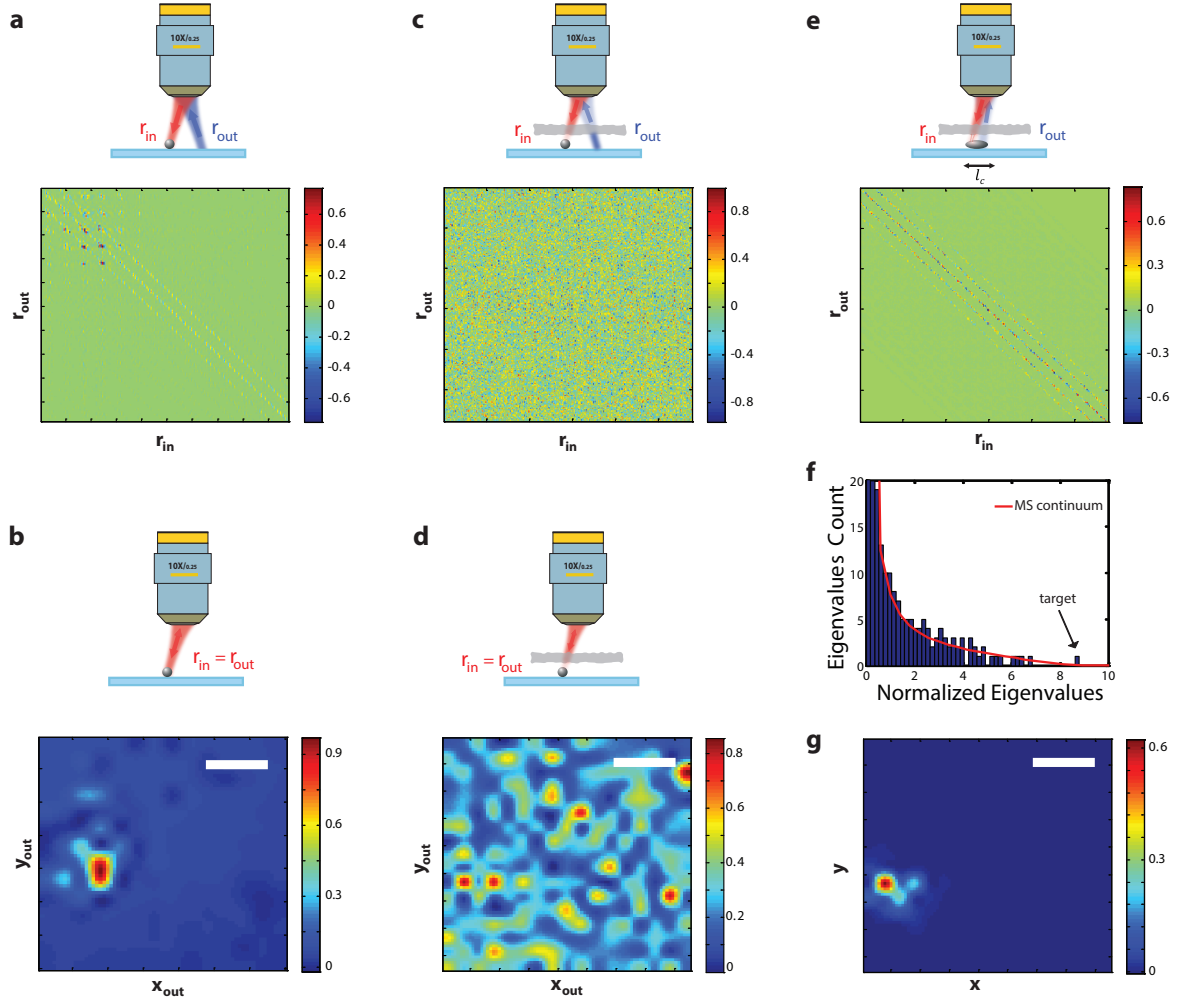 a
10X/0.25
r_in
r_out
r_out
0.6
0.4
0.2
0
-0.2
-0.4
-0.6
r_in
b
10X/0.25
r_in = r_out
y_out
0.9
0.6
0.3
0
x_out
c
10X/0.25
r_in
r_out
r_out
0.8
0.4
0
-0.4
-0.8
r_in
d
10X/0.25
r_in = r_out
y_out
0.8
0.6
0.4
0.2
0
x_out
e
10X/0.25
r_in
r_out
l_c
r_out
0.6
0.3
0
-0.3
-0.6
r_in
f
Eigenvalues Count
20
15
10
5
0
MS continuum
target
0 2 4 6 8 10
Normalized Eigenvalues
g
y
0.6
0.3
0
x